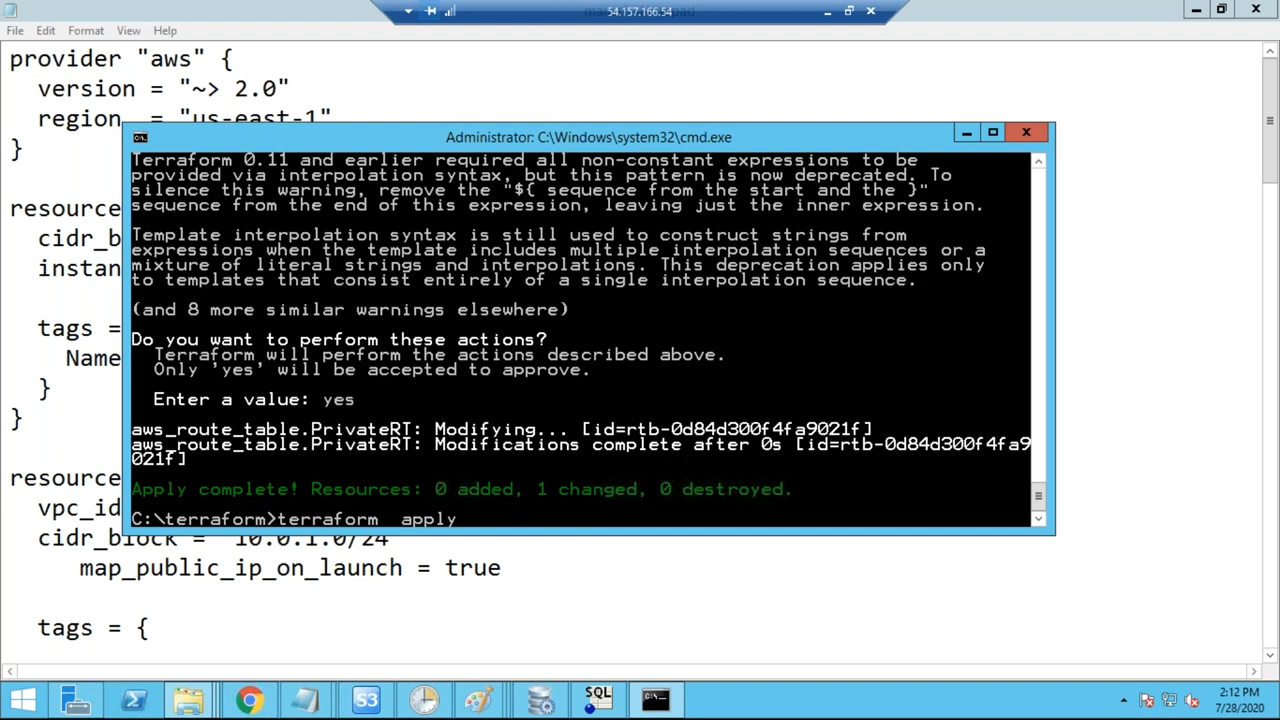 54.157.166.54
File Edit Format View Help
provider "aws" {
version = "~> 2.0"
region = "us-east-1"
}
Administrator: C:\Windows\system32\cmd.exe
Terraform 0.11 and earlier required all non-constant expressions to be
provided via interpolation syntax, but this pattern is now deprecated. To
silence this warning, remove the "${ sequence from the start and the }"
sequence from the end of this expression, leaving just the inner expression.
Template interpolation syntax is still used to construct strings from
expressions when the template includes multiple interpolation sequences or a
mixture of literal strings and interpolations. This deprecation applies only
to templates that consist entirely of a single interpolation sequence.
(and 8 more similar warnings elsewhere)
Do you want to perform these actions?
Terraform will perform the actions described above.
Only 'yes' will be accepted to approve.
Enter a value: yes
aws_route_table.PrivateRT: Modifying... [id=rtb-0d84d300f4fa9021f]
aws_route_table.PrivateRT: Modifications complete after 0s [id=rtb-0d84d300f4fa9
021f]
Apply complete! Resources: 0 added, 1 changed, 0 destroyed.
C:\terraform>terraform  apply
resource
cidr_b
instan
tags =
Name
}
}
resourc
vpc_id
cidr_block = 10.0.1.0/24
map_public_ip_on_launch = true
tags = {
S3
SQL
2:12 PM
7/28/2020